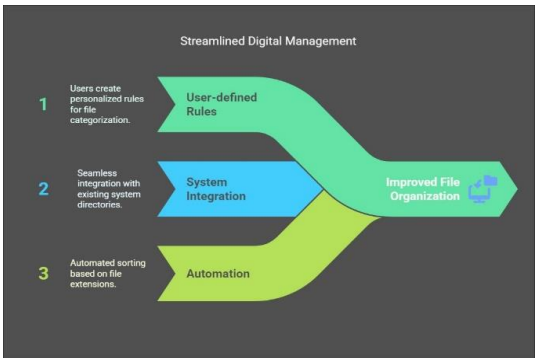 Streamlined Digital Management
1
Users create
personalized rules
for file
categorization.
User-defined
Rules
2
Seamless
integration with
existing system
directories.
System
Integration
Improved File
Organization
3
Automated sorting
based on file
extensions.
Automation